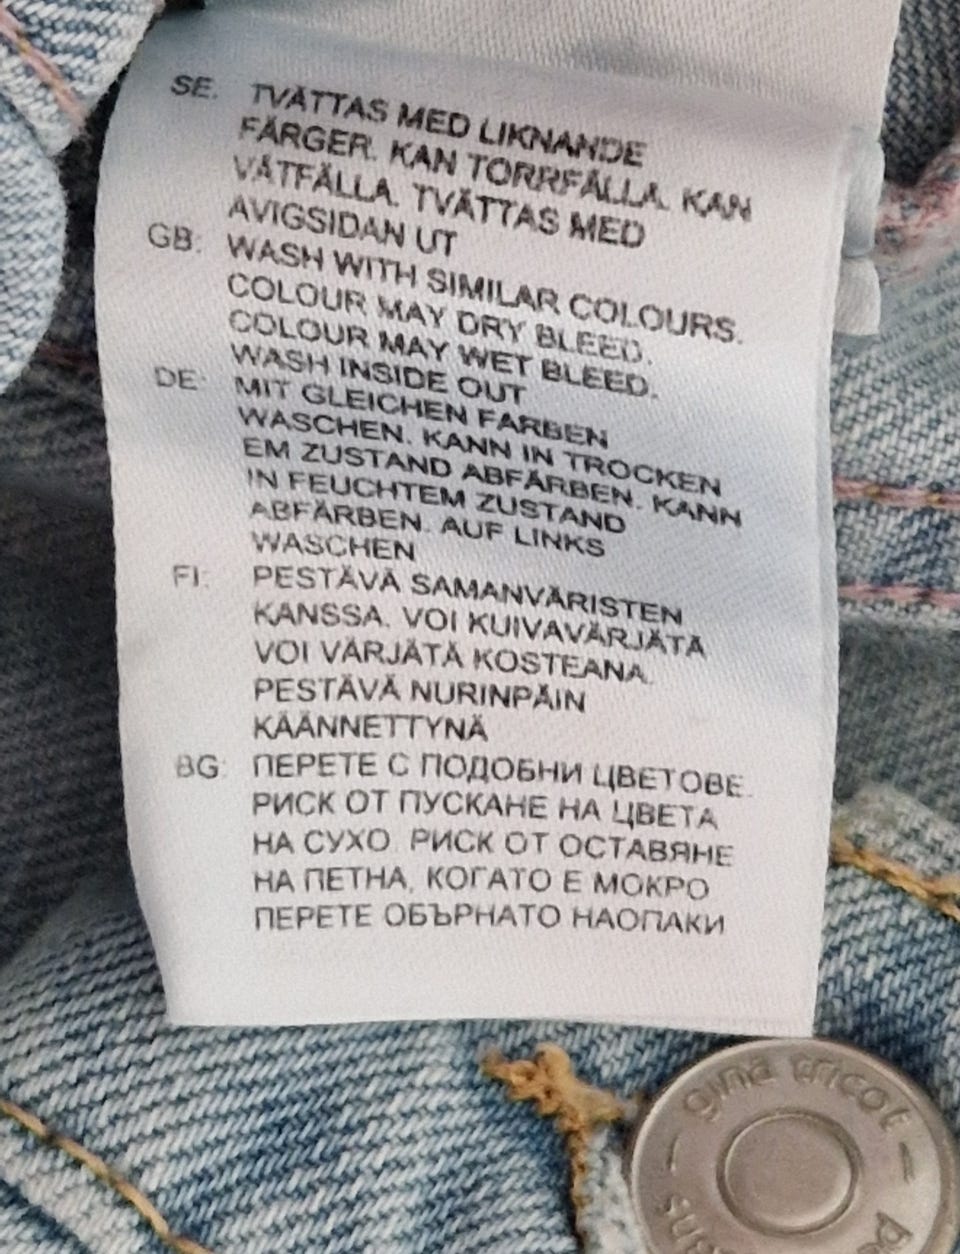 SE: TVÄTTAS MED LIKNANDE
FÄRGER. KAN TORRFÄLLA. KAN
VÅTFÄLLA. TVÄTTAS MED
AVIGSIDAN UT
GB: WASH WITH SIMILAR COLOURS.
COLOUR MAY DRY BLEED.
COLOUR MAY WET BLEED.
WASH INSIDE OUT
DE: MIT GLEICHEN FARBEN
WASCHEN. KANN IN TROCKEN
EM ZUSTAND ABFÄRBEN. KANN
IN FEUCHTEM ZUSTAND
ABFÄRBEN. AUF LINKS
WASCHEN
FI: PESTÄVÄ SAMANVÄRISTEN
KANSSA. VOI KUIVAVÄRJÄTÄ
VOI VÄRJÄTÄ KOSTEANA.
PESTÄVÄ NURINPÄIN
KÄÄNNETTYNÄ
BG: ПЕРЕТЕ С ПОДОБНИ ЦВЕТОВЕ.
РИСК ОТ ПУСКАНЕ НА ЦВЕТА
НА СУХО. РИСК ОТ ОСТАВЯНЕ
НА ПЕТНА, КОГАТО Е МОКРО
ПЕРЕТЕ ОБЪРНАТО НАОПАКИ
gina tricot